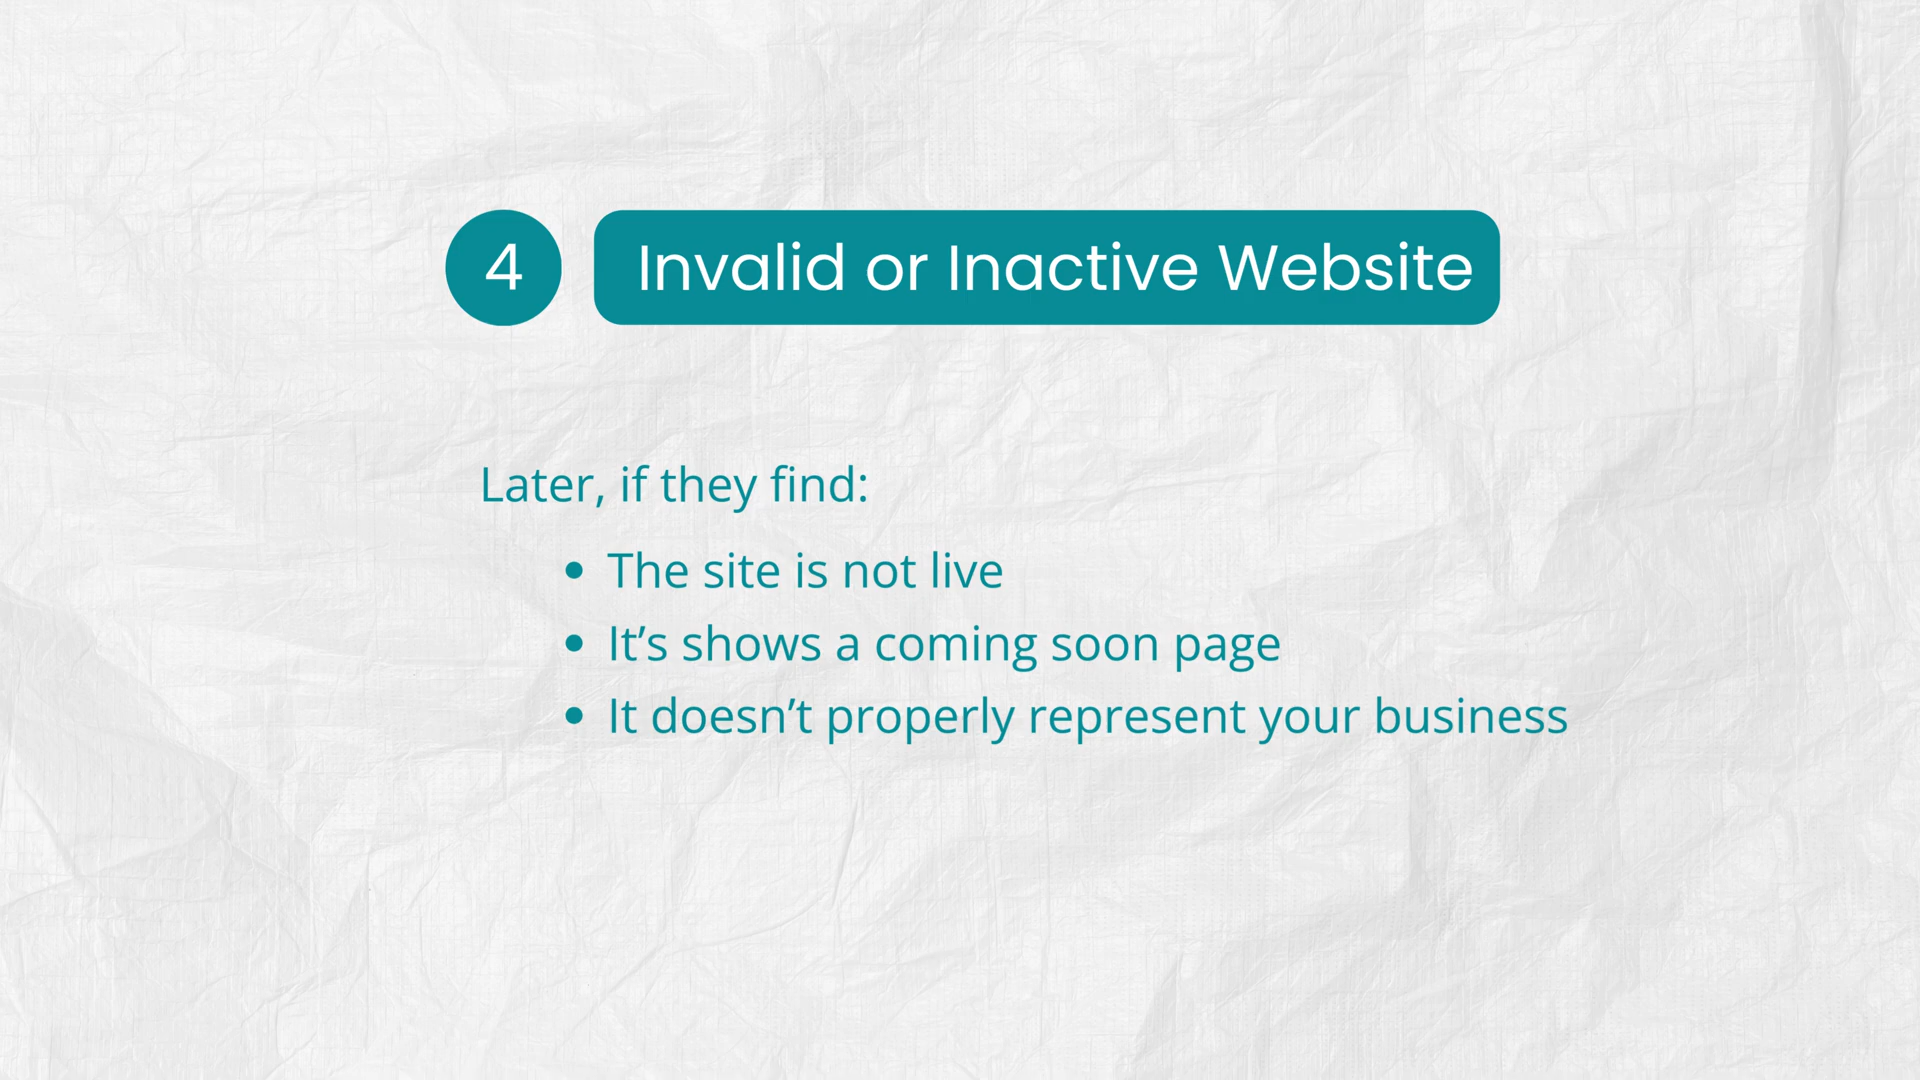 4
Invalid or Inactive Website
Later, if they find:
• The site is not live
• It’s shows a coming soon page
• It doesn’t properly represent your business